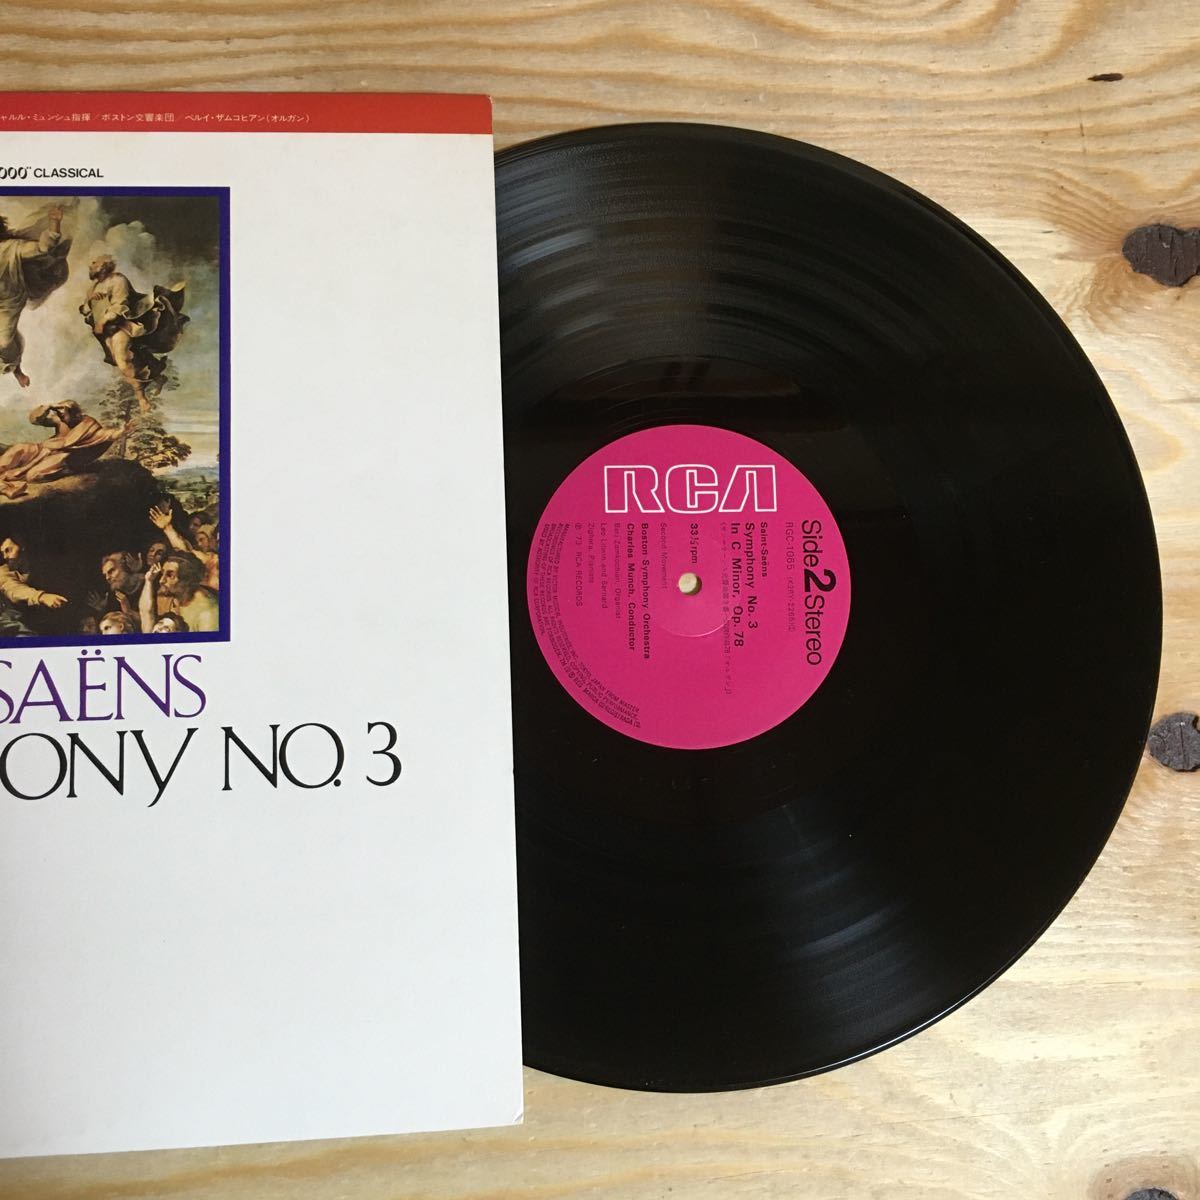 ャルル・ミュンシュ指揮/ボストン交響楽団/ベルイ・ザムコヒアン(オルガン)
000" CLASSICAL
SAËNS
ONY NO. 3
RCA
Side 2 Stereo
RGC-1065
Saint-Saëns
Symphony No. 3
In C Minor, Op. 78
33⅓ rpm
Second Movement
Boston Symphony Orchestra
Charles Munch, Conductor
Berj Zamkochian, Organist
Leo Litwin and Bernard
Zighera, Pianists
℗ '73 RCA RECORDS